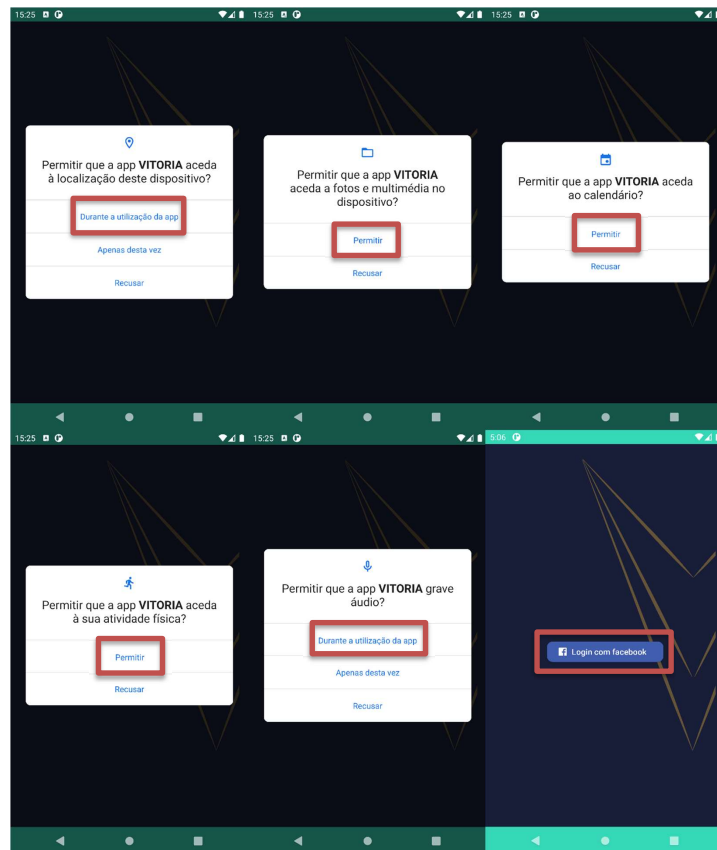 15:25
Permitir que a app VITORIA aceda
à localização deste dispositivo?
Durante a utilização da app
Apenas desta vez
Recusar
15:25
Permitir que a app VITORIA
aceda a fotos e multimédia no
dispositivo?
Permitir
Recusar
15:25
Permitir que a app VITORIA aceda
ao calendário?
Permitir
Recusar
15:25
Permitir que a app VITORIA aceda
à sua atividade física?
Permitir
Recusar
15:25
Permitir que a app VITORIA grave
áudio?
Durante a utilização da app
Apenas desta vez
Recusar
5:06
Login com facebook